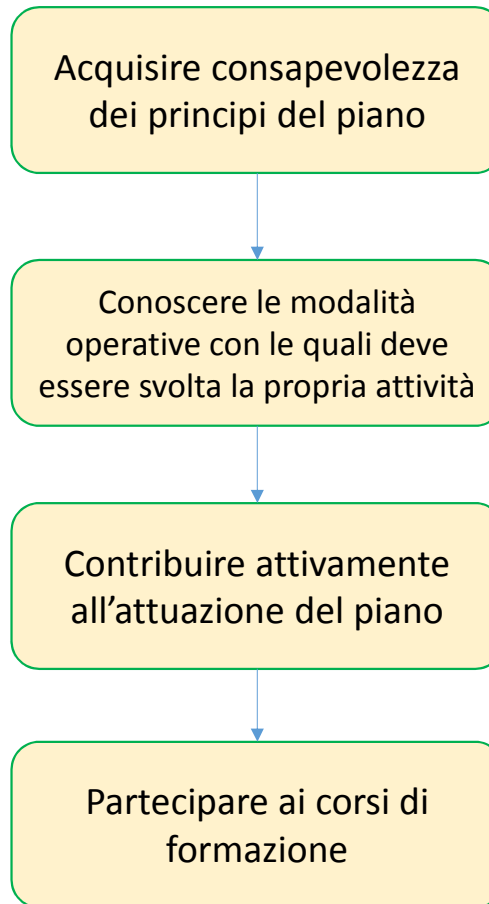 Acquisire consapevolezza
dei principi del piano
Conoscere le modalità
operative con le quali deve
essere svolta la propria attività
Contribuire attivamente
all’attuazione del piano
Partecipare ai corsi di
formazione